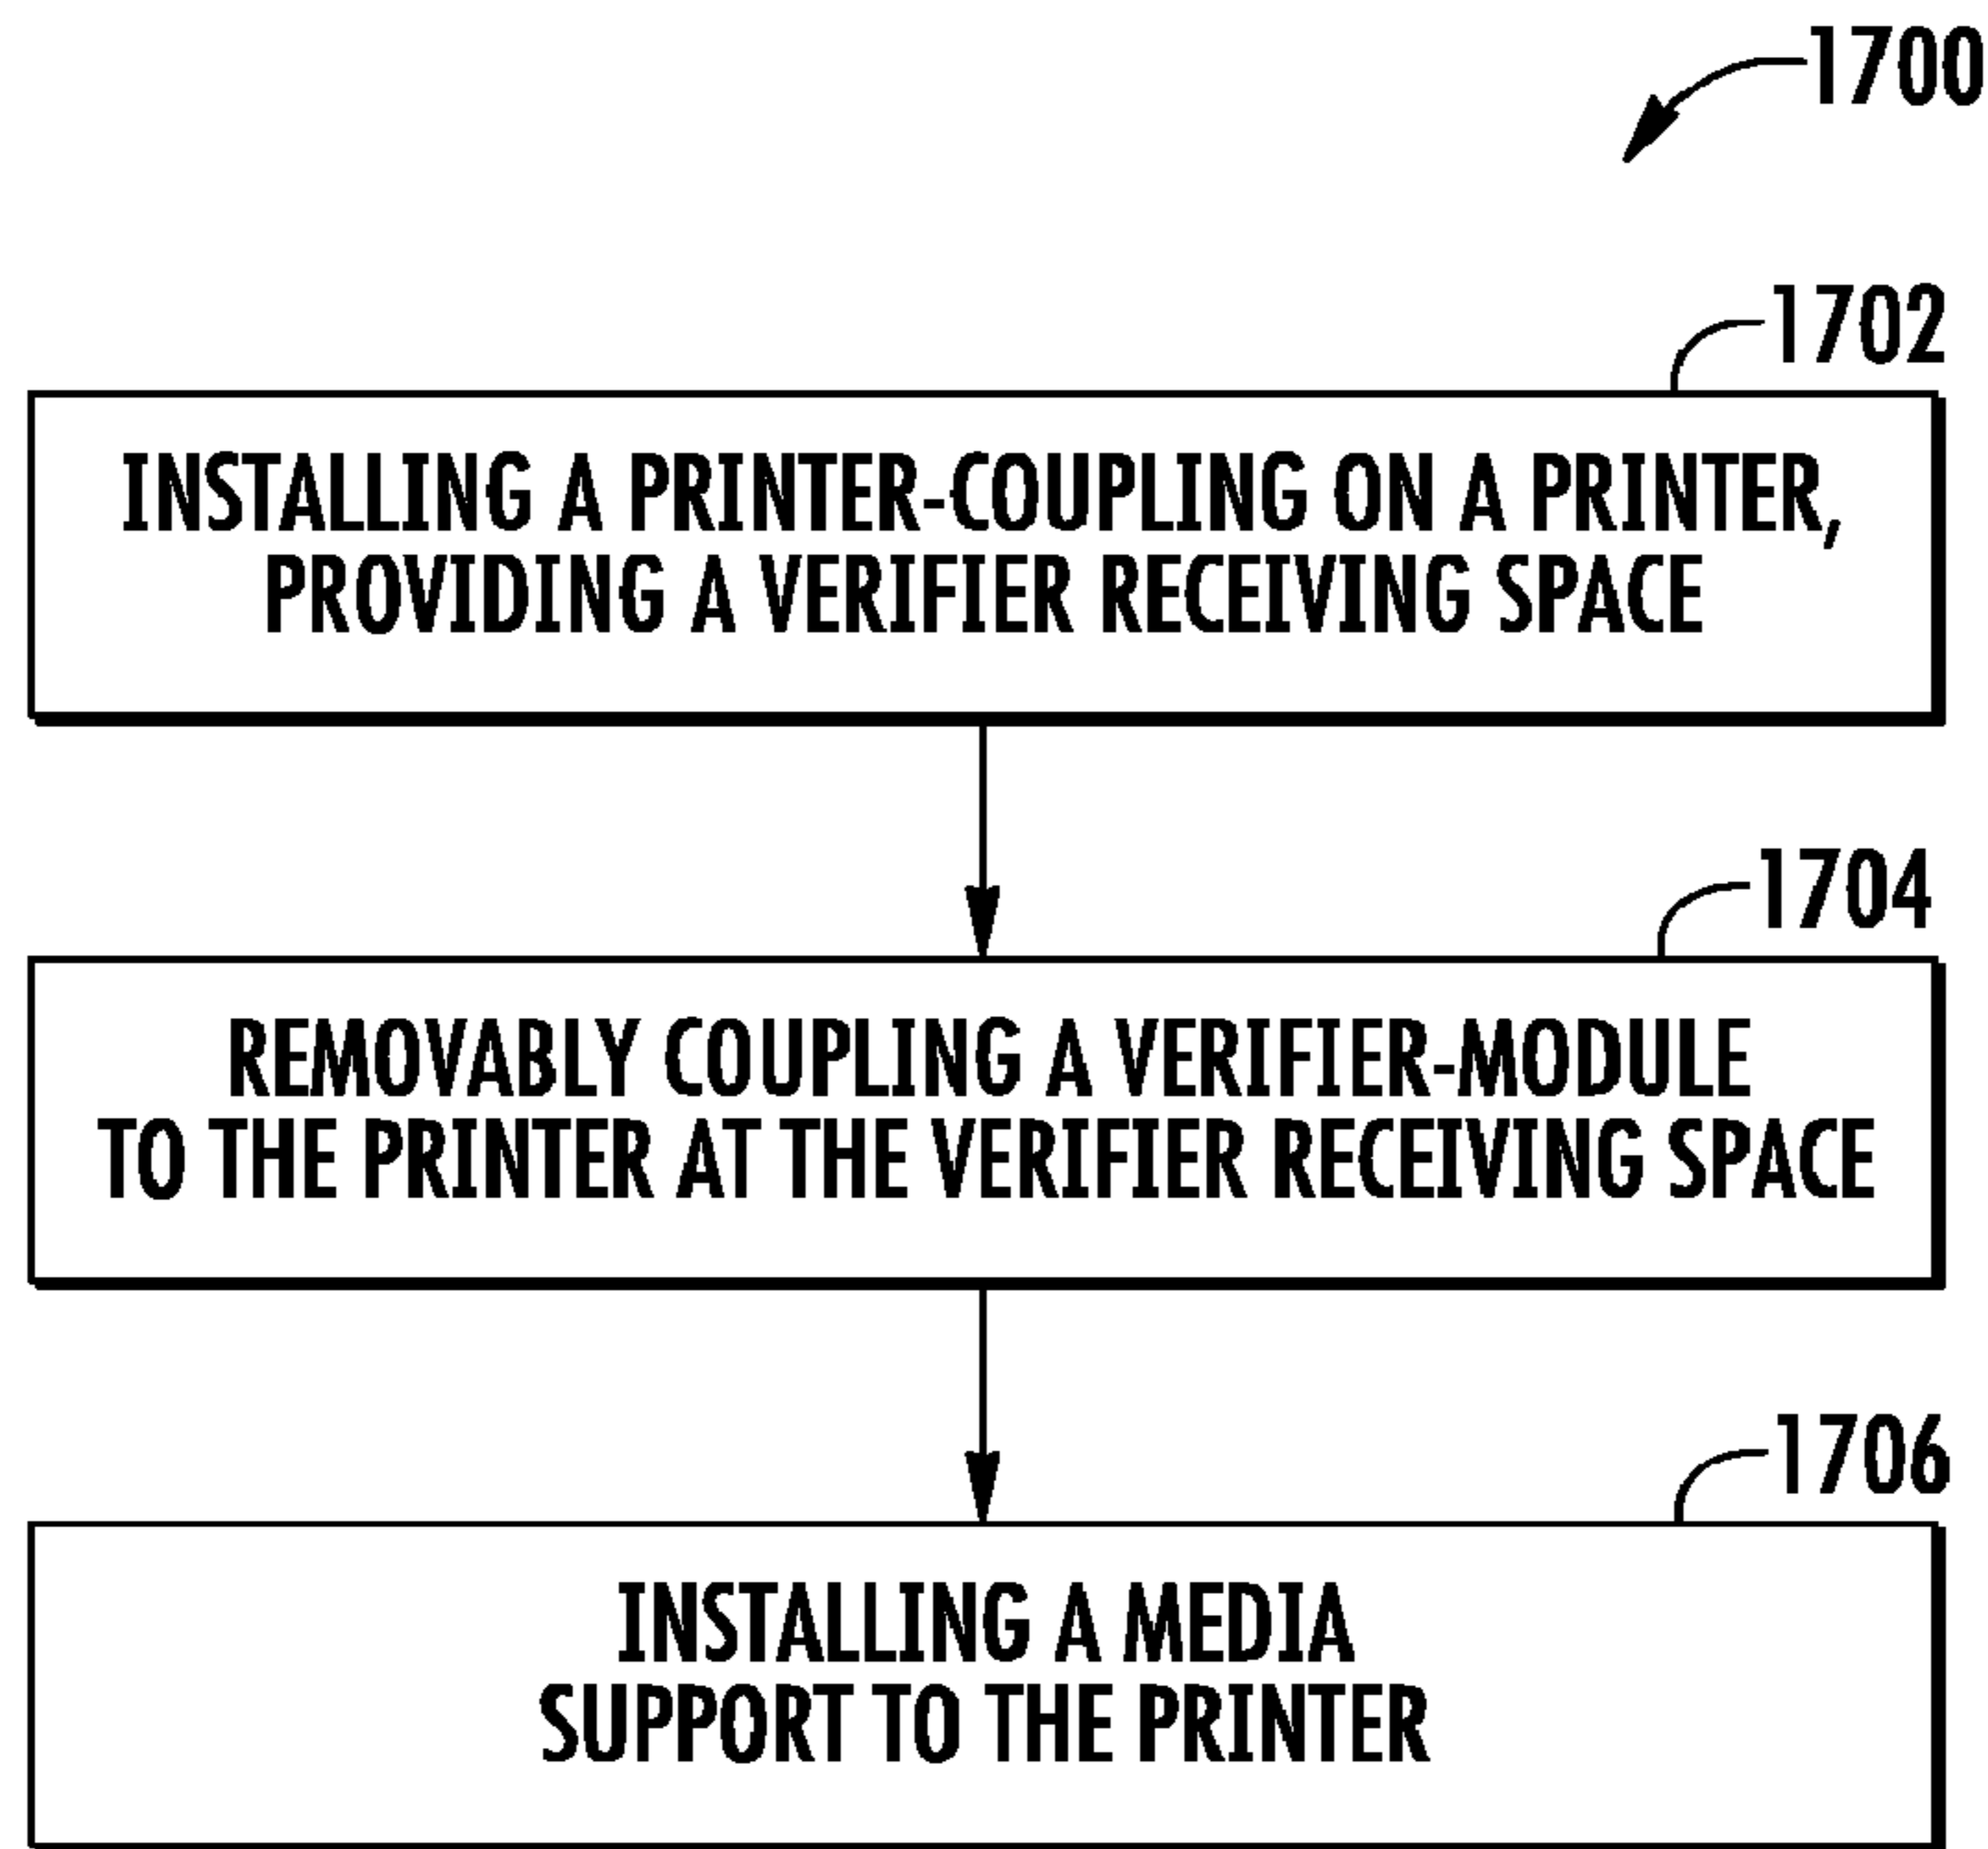 1700
1702
INSTALLING A PRINTER-COUPLING ON A PRINTER,
PROVIDING A VERIFIER RECEIVING SPACE
1704
REMOVABLY COUPLING A VERIFIER-MODULE
TO THE PRINTER AT THE VERIFIER RECEIVING SPACE
1706
INSTALLING A MEDIA
SUPPORT TO THE PRINTER